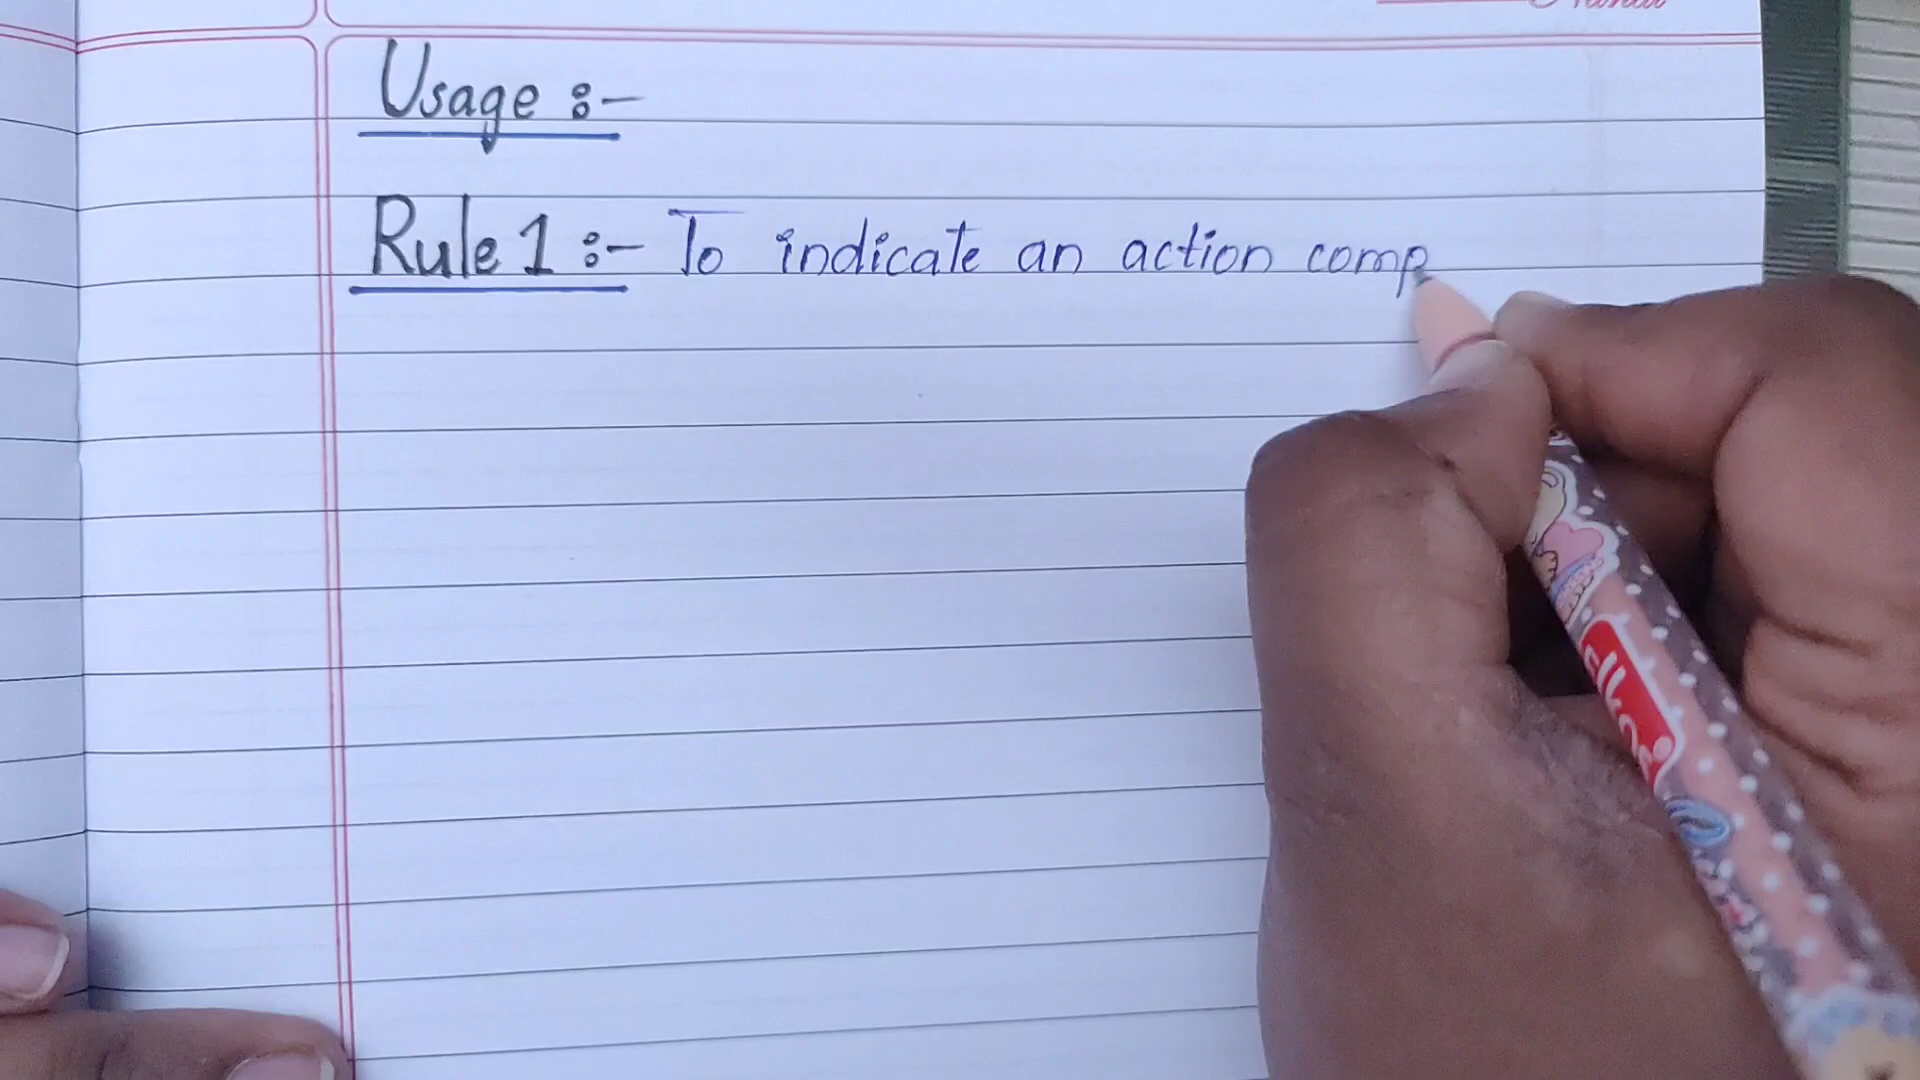 Usage :-
Rule 1 :- To indicate an action comp